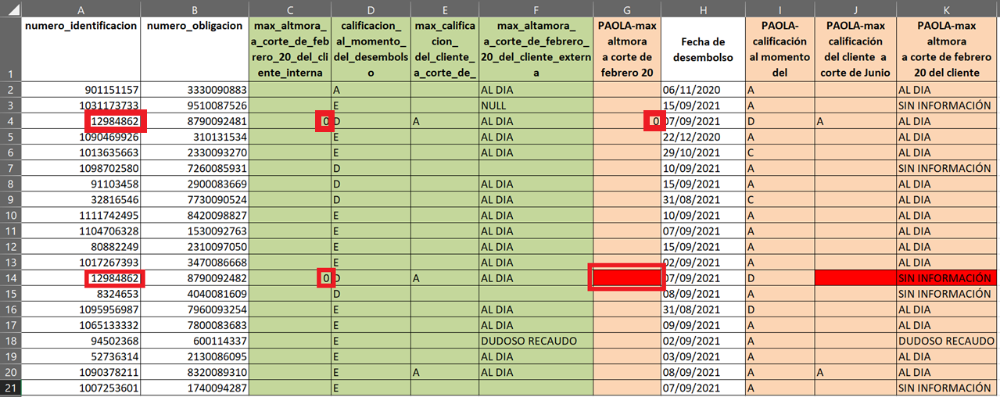 A B C D E F G H I J K
1 numero_identificacion numero_obligacion max_altmora_a_corte_de_febrero_20_del_cliente_interna calificacion_al_momento_del_desembolso max_calificacion_del_cliente_a_corte_de_ max_altamora_a_corte_de_febrero_20_del_cliente_externa PAOLA-max altmora a corte de febrero 20 Fecha de desembolso PAOLA-calificación al momento del PAOLA-max calificación del cliente a corte de Junio PAOLA-max altmora a corte de febrero 20 del cliente
2 901151157 3330090883 A AL DIA 06/11/2020 A AL DIA
3 1031173733 9510087526 E NULL 15/09/2021 A SIN INFORMACIÓN
4 12984862 8790092481 0 D A AL DIA 0 07/09/2021 D A AL DIA
5 1090469926 310131534 E AL DIA 22/12/2020 A AL DIA
6 1013635663 2330093270 E AL DIA 29/10/2021 C AL DIA
7 1098702580 7260085931 D 10/09/2021 A SIN INFORMACIÓN
8 91103458 2900083669 D AL DIA 15/09/2021 A AL DIA
9 32816546 7730090524 D AL DIA 31/08/2021 C AL DIA
10 1111742495 8420098827 E AL DIA 10/09/2021 A AL DIA
11 1104706328 1530092763 E AL DIA 07/09/2021 A AL DIA
12 80882249 2310097050 E AL DIA 15/09/2021 A AL DIA
13 1017267393 3470086668 E AL DIA 02/09/2021 A AL DIA
14 12984862 8790092482 0 D A AL DIA 07/09/2021 D SIN INFORMACIÓN
15 8324653 4040081609 D 08/09/2021 A SIN INFORMACIÓN
16 1095956987 7960093254 E AL DIA 31/08/2021 D AL DIA
17 1065133332 7800083683 E AL DIA 09/09/2021 A AL DIA
18 94502368 600114337 E DUDOSO RECAUDO 02/09/2021 A DUDOSO RECAUDO
19 52736314 2130086095 E AL DIA 03/09/2021 A AL DIA
20 1090378211 8320089310 E A AL DIA 08/09/2021 A A AL DIA
21 1007253601 1740094287 E 07/09/2021 A SIN INFORMACIÓN